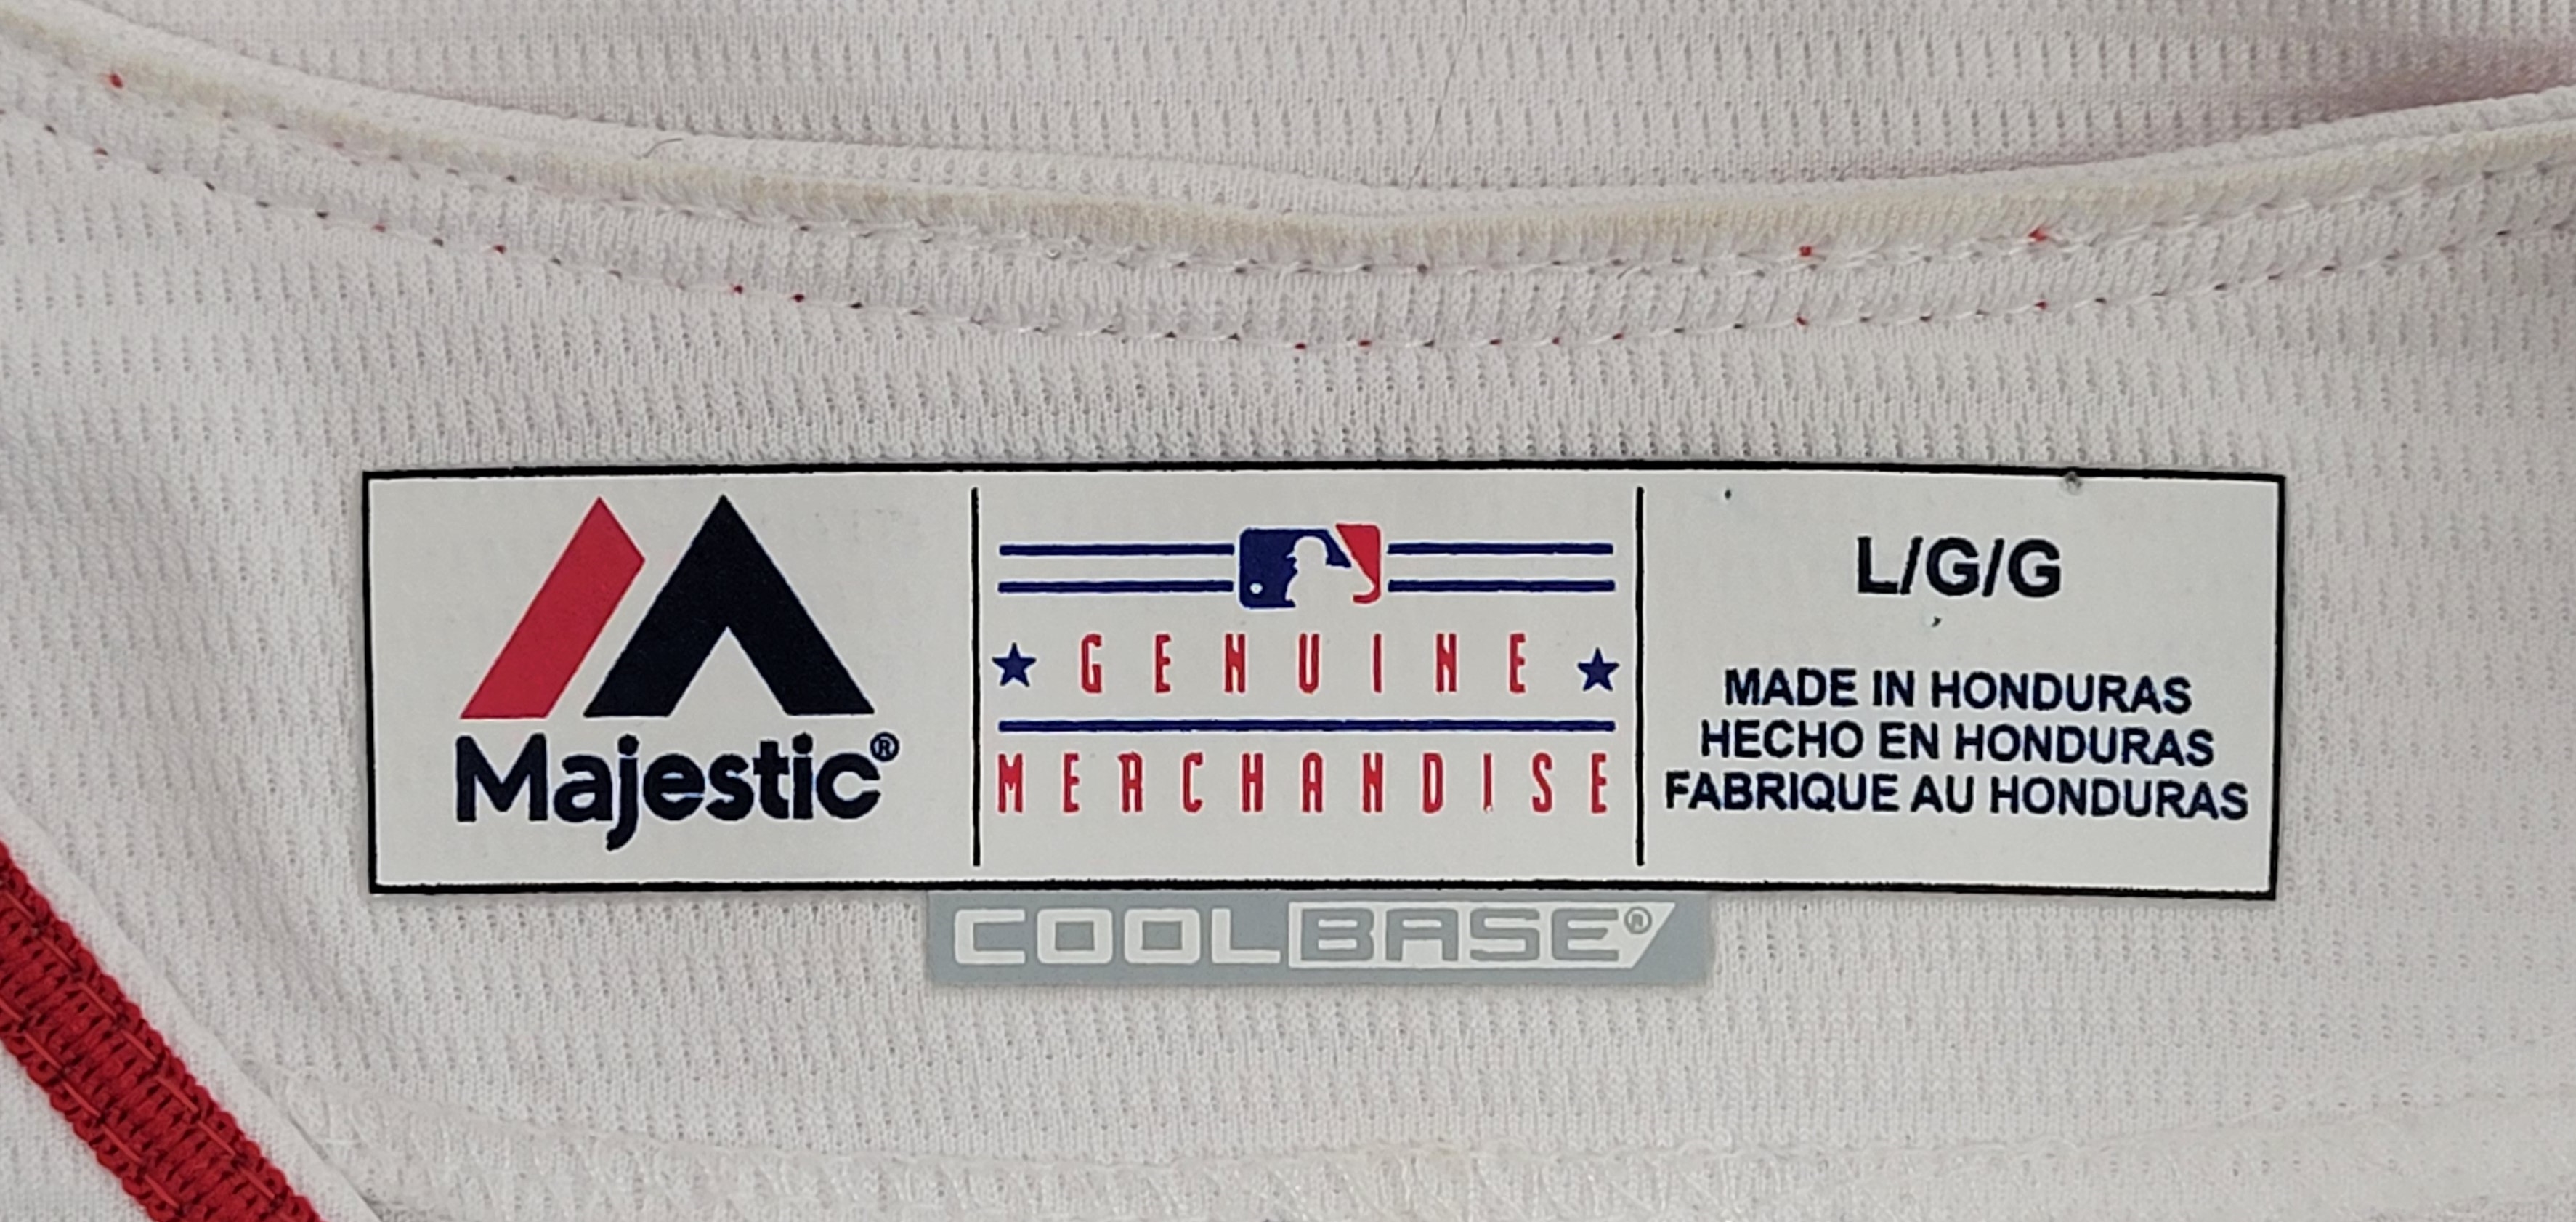 Majestic®
GENUINE
MERCHANDISE
L/G/G
MADE IN HONDURAS
HECHO EN HONDURAS
FABRIQUE AU HONDURAS
COOLBASE®